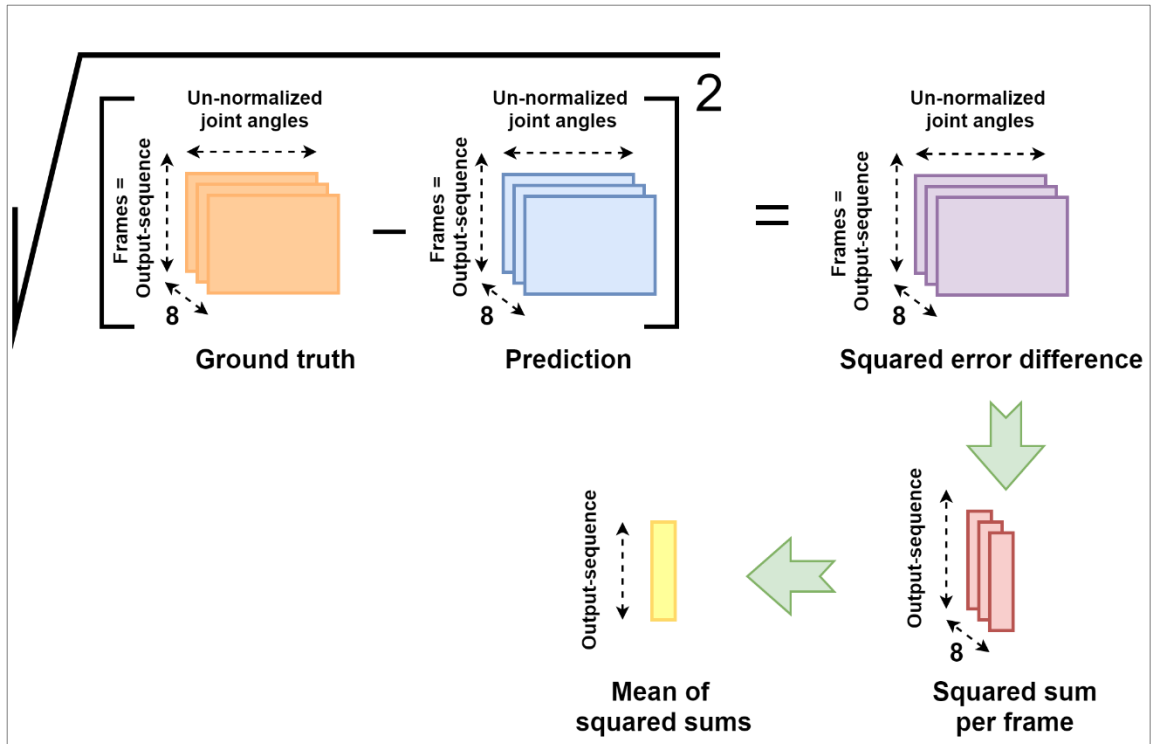 Un-normalized
joint angles
Frames =
Output-sequence
8
Ground truth
−
Un-normalized
joint angles
Frames =
Output-sequence
8
Prediction
2
=
Un-normalized
joint angles
Frames =
Output-sequence
8
Squared error difference
Output-sequence
8
Squared sum
per frame
Output-sequence
Mean of
squared sums